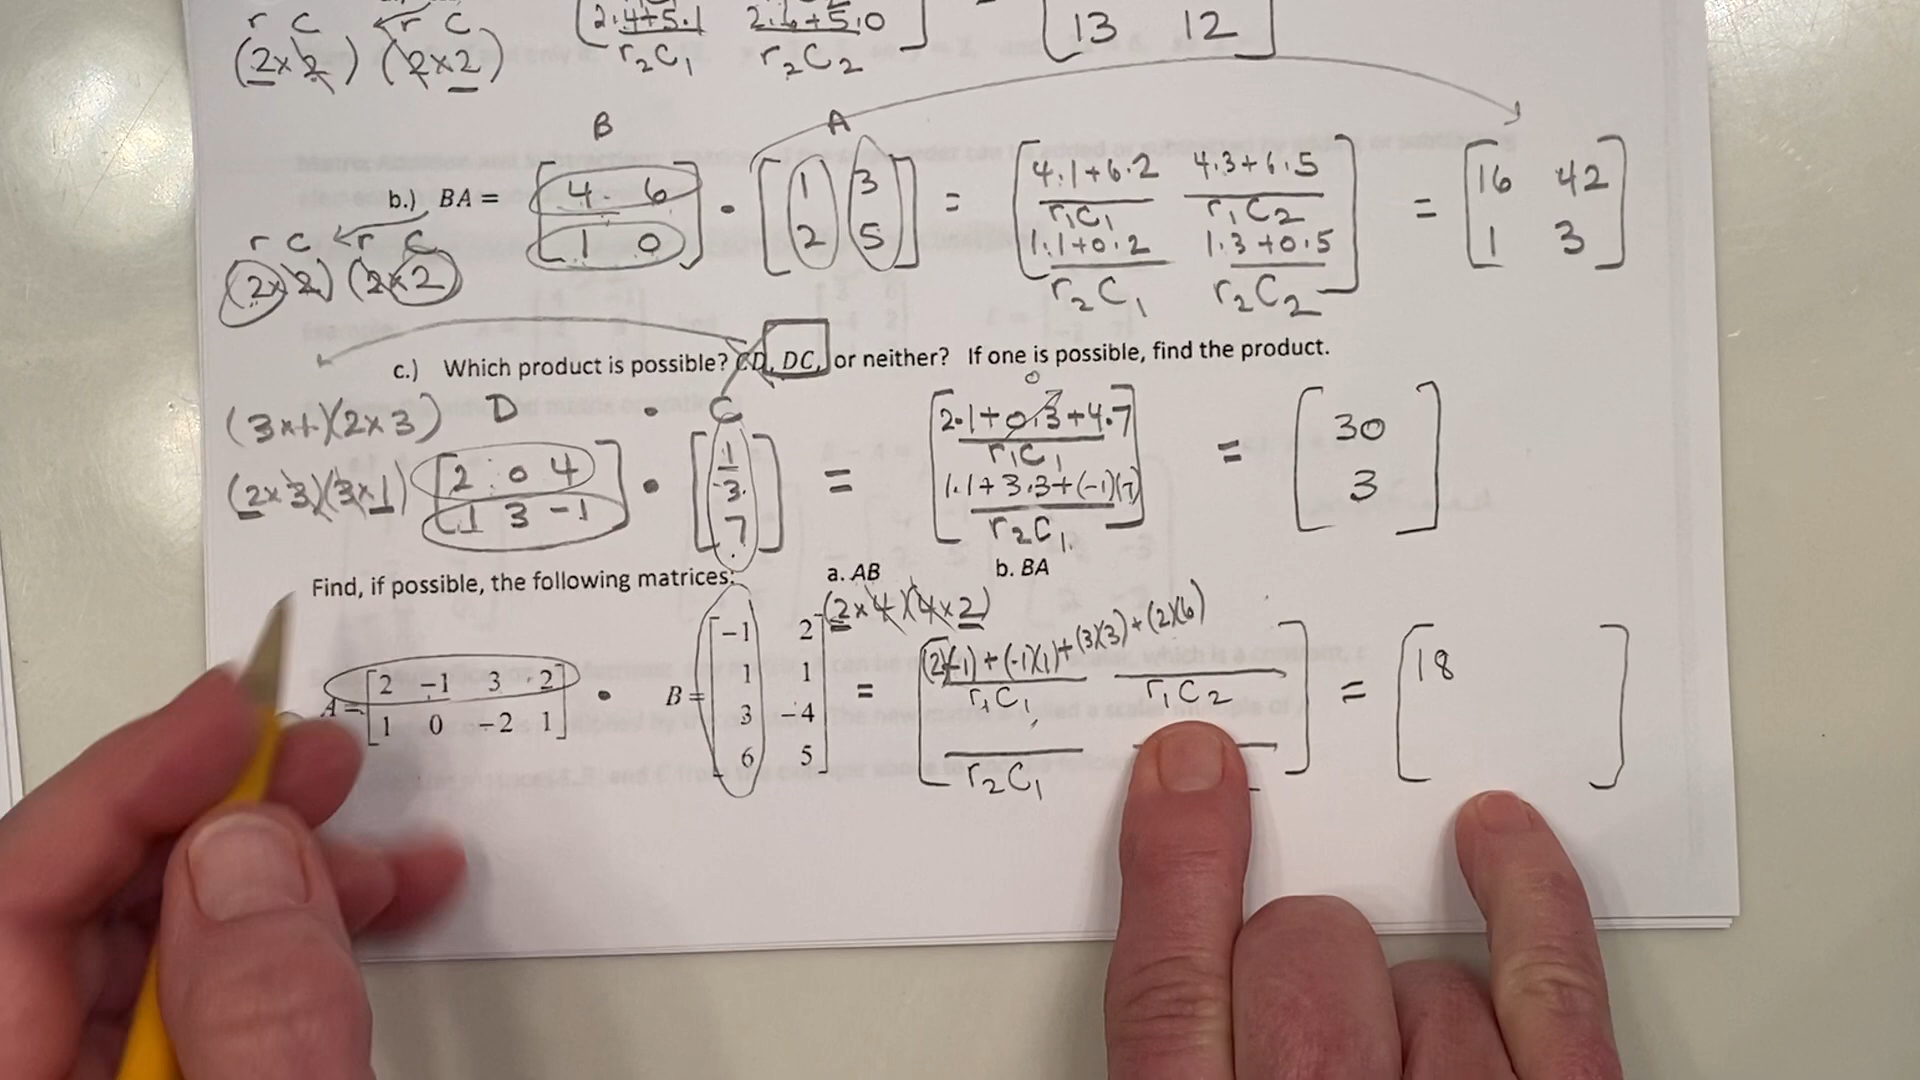 r c r c
(2x2) (2x2)
2·4+5·1 2·6+5·0
r₂C₁ r₂C₂
13 12
B A
b.) BA = [4 6] · [1 3] = [4·1+6·2 4·3+6·5] = [16 42]
r₁C₁ r₁C₂
[1 0] [2 5] [1·1+0·2 1·3+0·5] [1 3]
r₂C₁ r₂C₂
r c r c
(2x2) (2x2)
c.) Which product is possible? CD, DC, or neither? If one is possible, find the product.
(3x1)(2x3) D · C
0
(2x3)(3x1) [2 0 4] · [1] = [2·1+0·3+4·7] = [30]
r₁C₁
[1 3 -1] [3] [1·1+3·3+(-1)(7)] [3]
[7] r₂C₁
Find, if possible, the following matrices: a. AB b. BA
(2x4)(4x2)
A = [2 -1 3 2] · B = [-1 2] = [(2)(-1)+(-1)(1)+(3)(3)+(2)(6)] = [18]
[1 0 -2 1] [1 1] r₁C₁ r₁C₂
[3 -4]
[6 5] r₂C₁